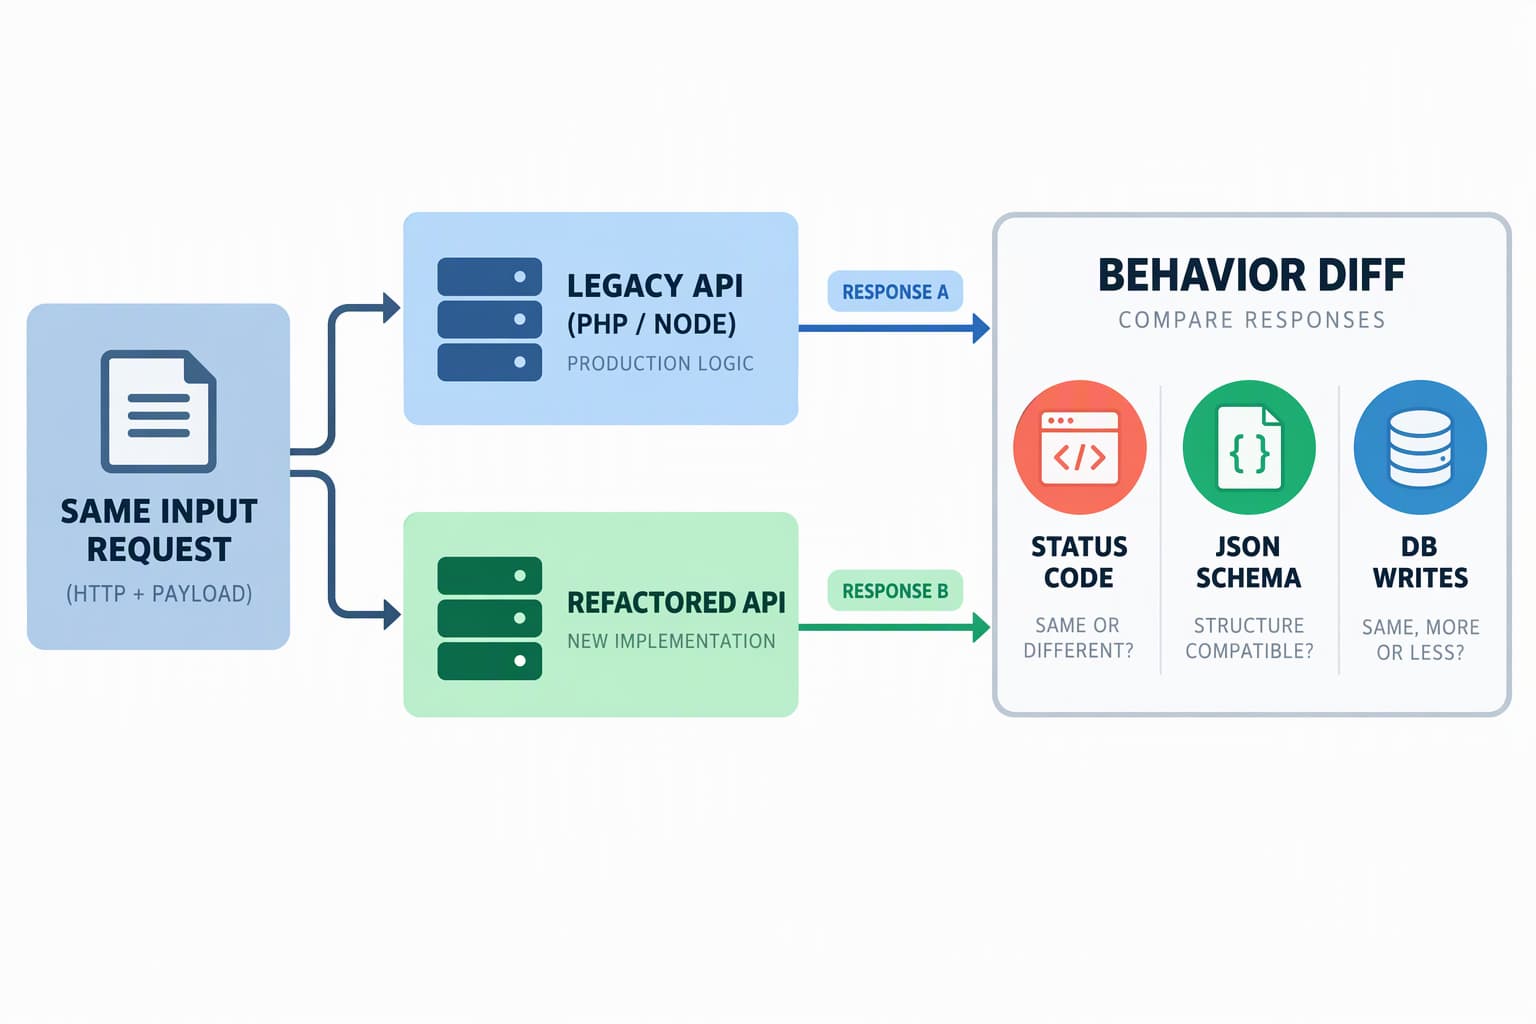 SAME INPUT
REQUEST
(HTTP + PAYLOAD)
LEGACY API
(PHP / NODE)
PRODUCTION LOGIC
REFACTORED API
NEW IMPLEMENTATION
RESPONSE A
RESPONSE B
BEHAVIOR DIFF
COMPARE RESPONSES
</>
STATUS
CODE
SAME OR
DIFFERENT?
{ }
JSON
SCHEMA
STRUCTURE
COMPATIBLE?
DB
WRITES
SAME, MORE
OR LESS?